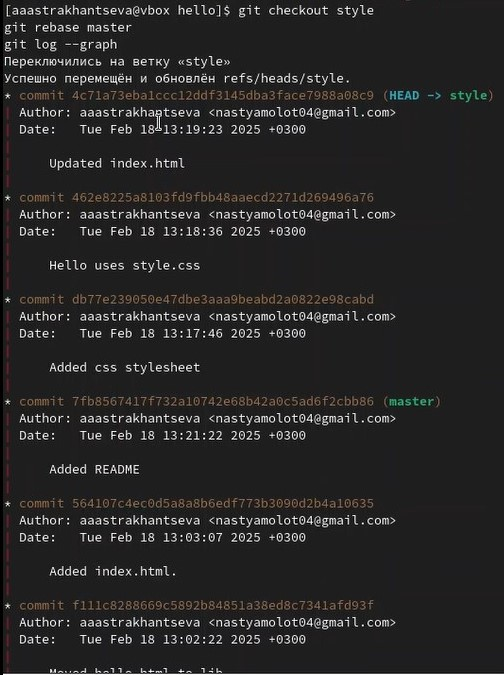 [aaastrakhantseva@vbox hello]$ git checkout style
git rebase master
git log --graph
Переключились на ветку «style»
Успешно перемещён и обновлён refs/heads/style.
* commit 4c71a73eba1ccc12ddf3145dba3face7988a08c9 (HEAD -> style)
| Author: aaastrakhantseva <nastyamolot04@gmail.com>
| Date:   Tue Feb 18 13:19:23 2025 +0300
|
|     Updated index.html
|
* commit 462e8225a8103fd9fbb48aaecd2271d269496a76
| Author: aaastrakhantseva <nastyamolot04@gmail.com>
| Date:   Tue Feb 18 13:18:36 2025 +0300
|
|     Hello uses style.css
|
* commit db77e239050e47dbe3aaa9beabd2a0822e98cabd
| Author: aaastrakhantseva <nastyamolot04@gmail.com>
| Date:   Tue Feb 18 13:17:46 2025 +0300
|
|     Added css stylesheet
|
* commit 7fb8567417f732a10742e68b42a0c5ad6f2cbb86 (master)
| Author: aaastrakhantseva <nastyamolot04@gmail.com>
| Date:   Tue Feb 18 13:21:22 2025 +0300
|
|     Added README
|
* commit 564107c4ec0d5a8a8b6edf773b3090d2b4a10635
| Author: aaastrakhantseva <nastyamolot04@gmail.com>
| Date:   Tue Feb 18 13:03:07 2025 +0300
|
|     Added index.html.
|
* commit f111c8288669c5892b84851a38ed8c7341afd93f
| Author: aaastrakhantseva <nastyamolot04@gmail.com>
| Date:   Tue Feb 18 13:02:22 2025 +0300
|
|     Moved hello.html to lib